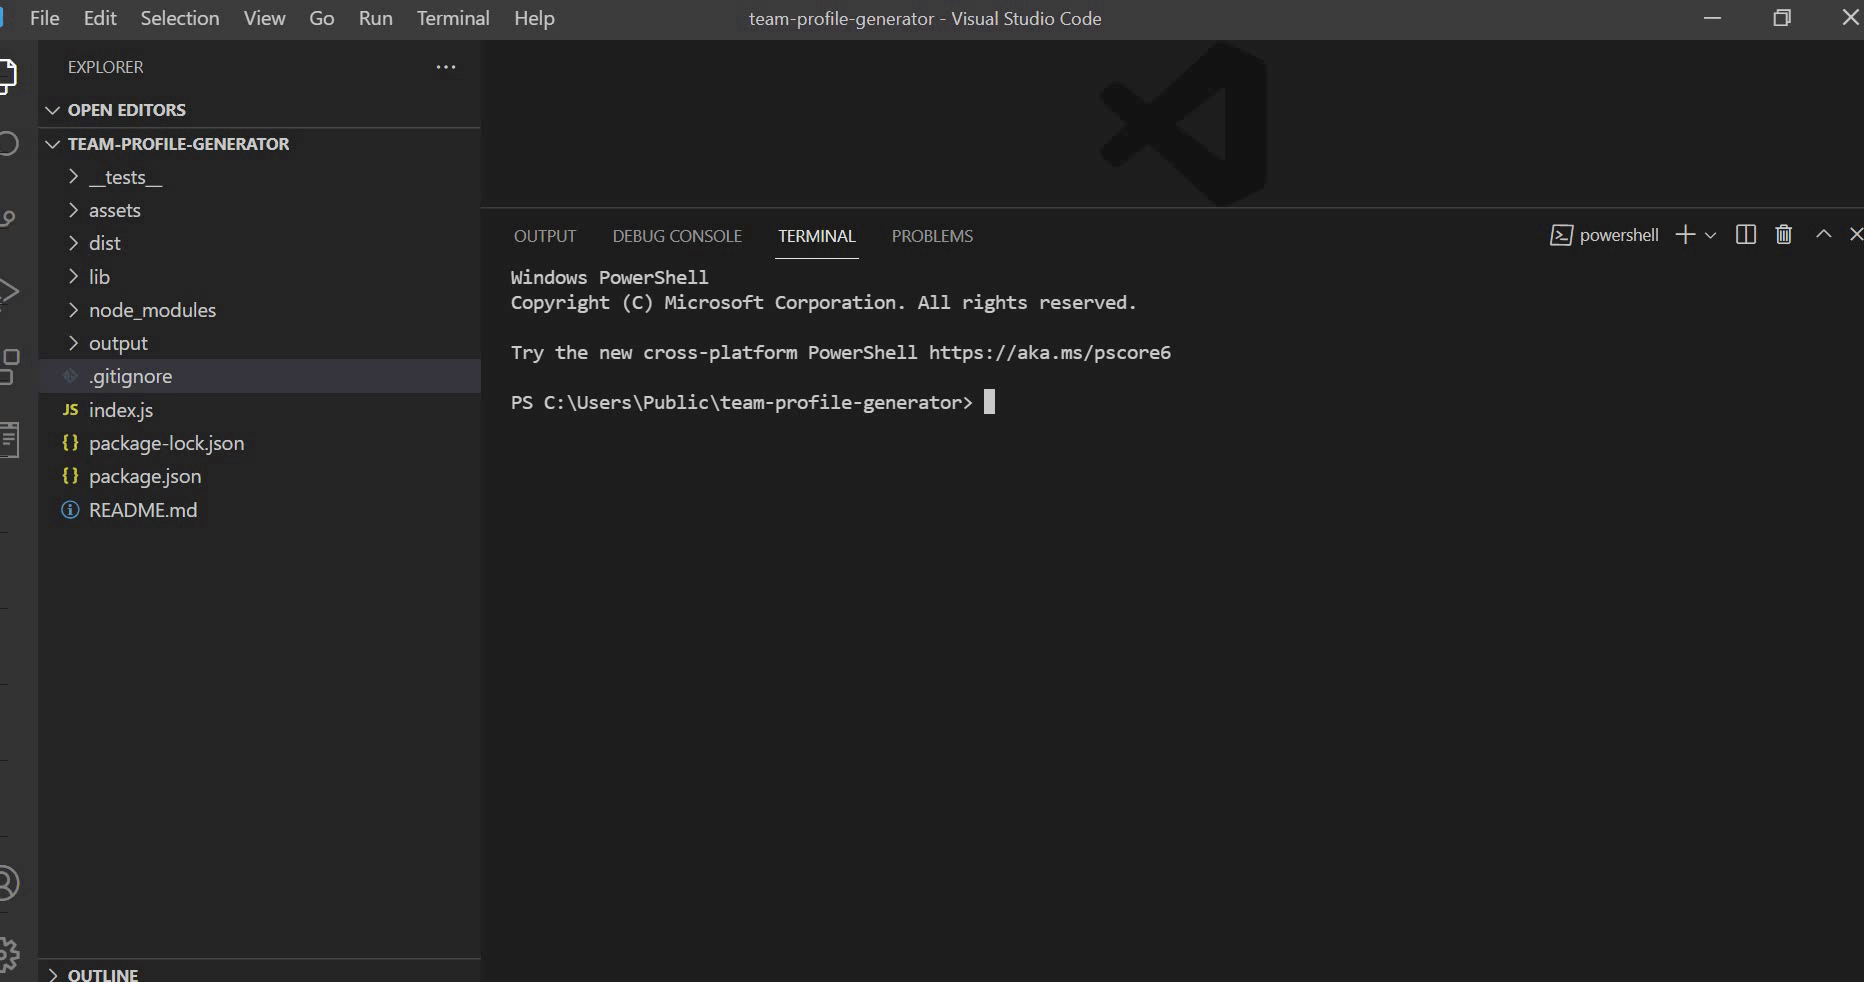 File Edit Selection View Go Run Terminal Help
team-profile-generator - Visual Studio Code
EXPLORER
OPEN EDITORS
TEAM-PROFILE-GENERATOR
__tests__
assets
dist
lib
node_modules
output
.gitignore
JS index.js
{} package-lock.json
{} package.json
README.md
OUTLINE
OUTPUT DEBUG CONSOLE TERMINAL PROBLEMS
powershell
Windows PowerShell
Copyright (C) Microsoft Corporation. All rights reserved.
Try the new cross-platform PowerShell https://aka.ms/pscore6
PS C:\Users\Public\team-profile-generator>